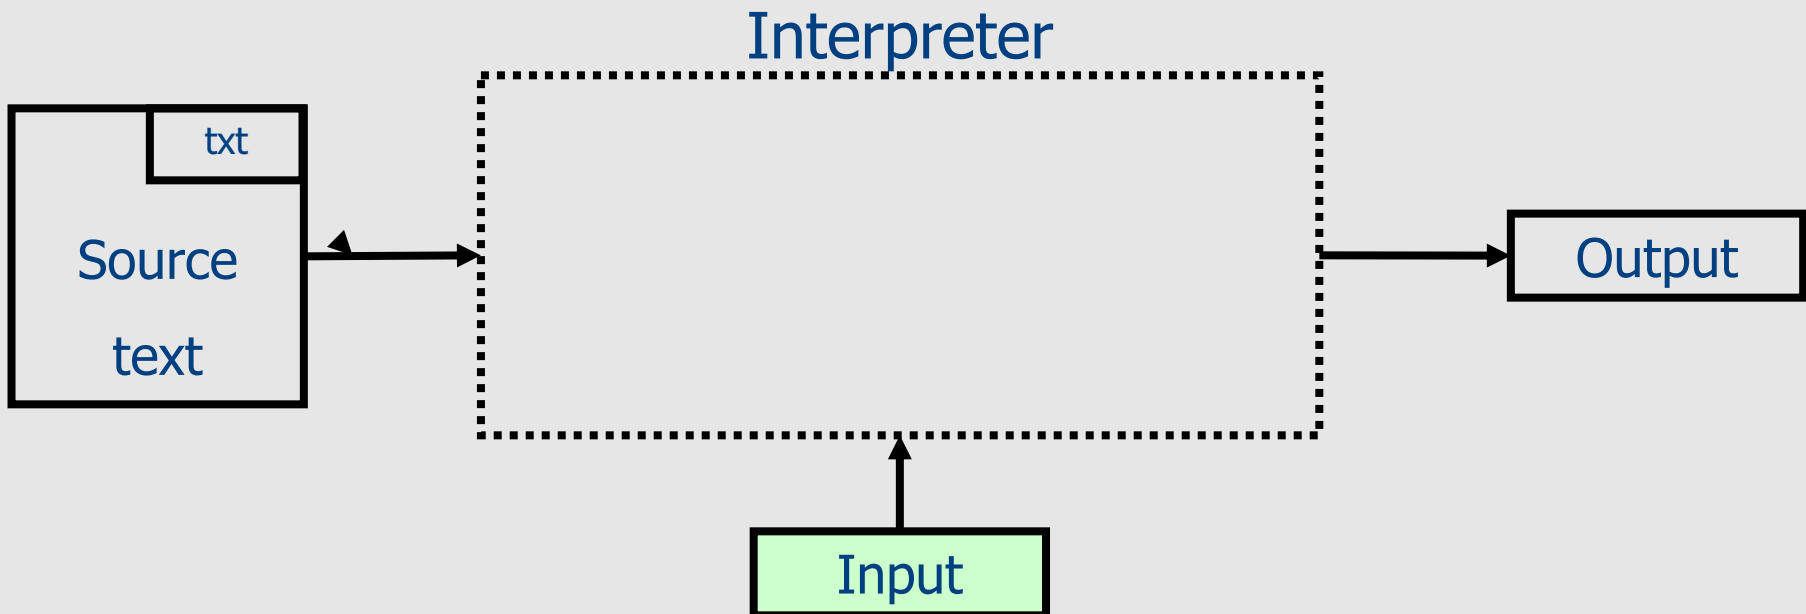 Interpreter
txt
Source
text
Output
Input